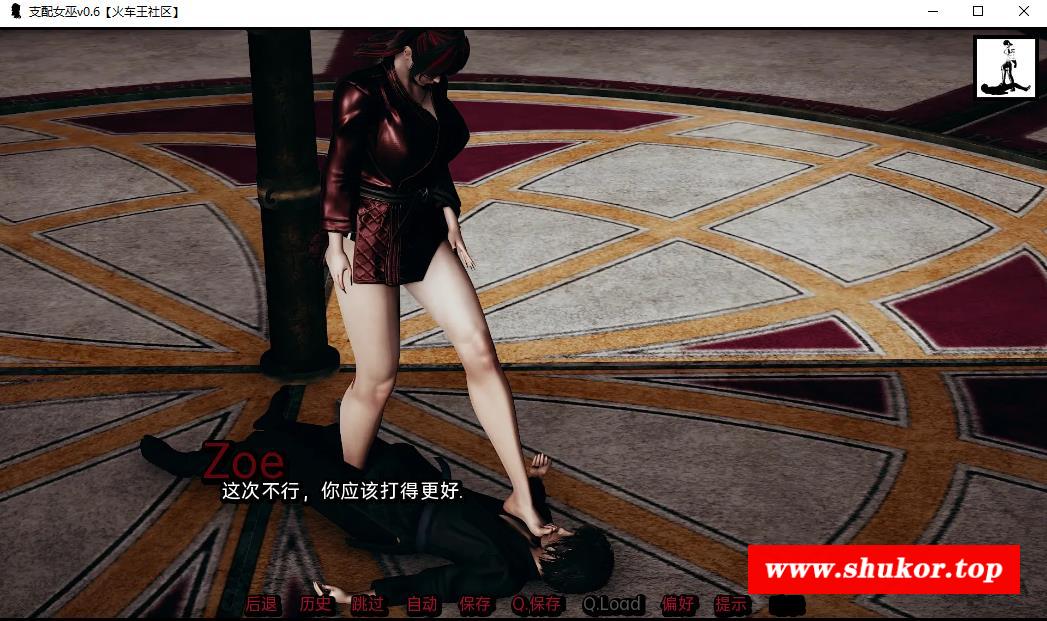 支配女巫v0.6【火车王社区】
Zoe
这次不行，你应该打得更好.
www.shukor.top
后退 历史 跳过 自动 保存 Q.保存 Q.Load 偏好 提示